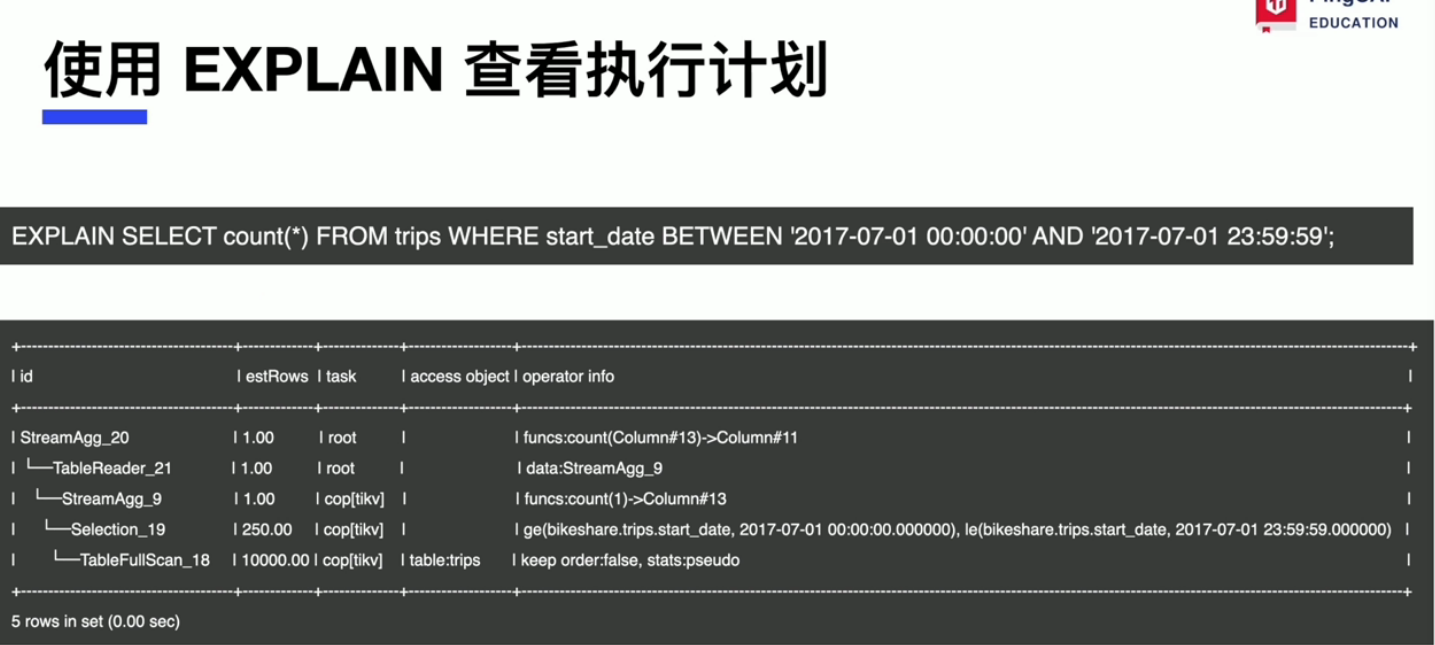 EDUCATION
使用 EXPLAIN 查看执行计划
EXPLAIN SELECT count(*) FROM trips WHERE start_date BETWEEN '2017-07-01 00:00:00' AND '2017-07-01 23:59:59';
+---------------------------+----------+-----------+---------------+------------------------------------------------+
| id | estRows | task | access object | operator info |
+---------------------------+----------+-----------+---------------+------------------------------------------------+
| StreamAgg_20 | 1.00 | root | | funcs:count(Column#13)->Column#11 |
| └──TableReader_21 | 1.00 | root | | data:StreamAgg_9 |
| └──StreamAgg_9 | 1.00 | cop[tikv] | | funcs:count(1)->Column#13 |
| └──Selection_19 | 250.00 | cop[tikv] | | ge(bikeshare.trips.start_date, 2017-07-01 00:00:00.000000), le(bikeshare.trips.start_date, 2017-07-01 23:59:59.000000) |
| └──TableFullScan_18 | 10000.00 | cop[tikv] | table:trips | keep order:false, stats:pseudo |
+---------------------------+----------+-----------+---------------+------------------------------------------------+
5 rows in set (0.00 sec)